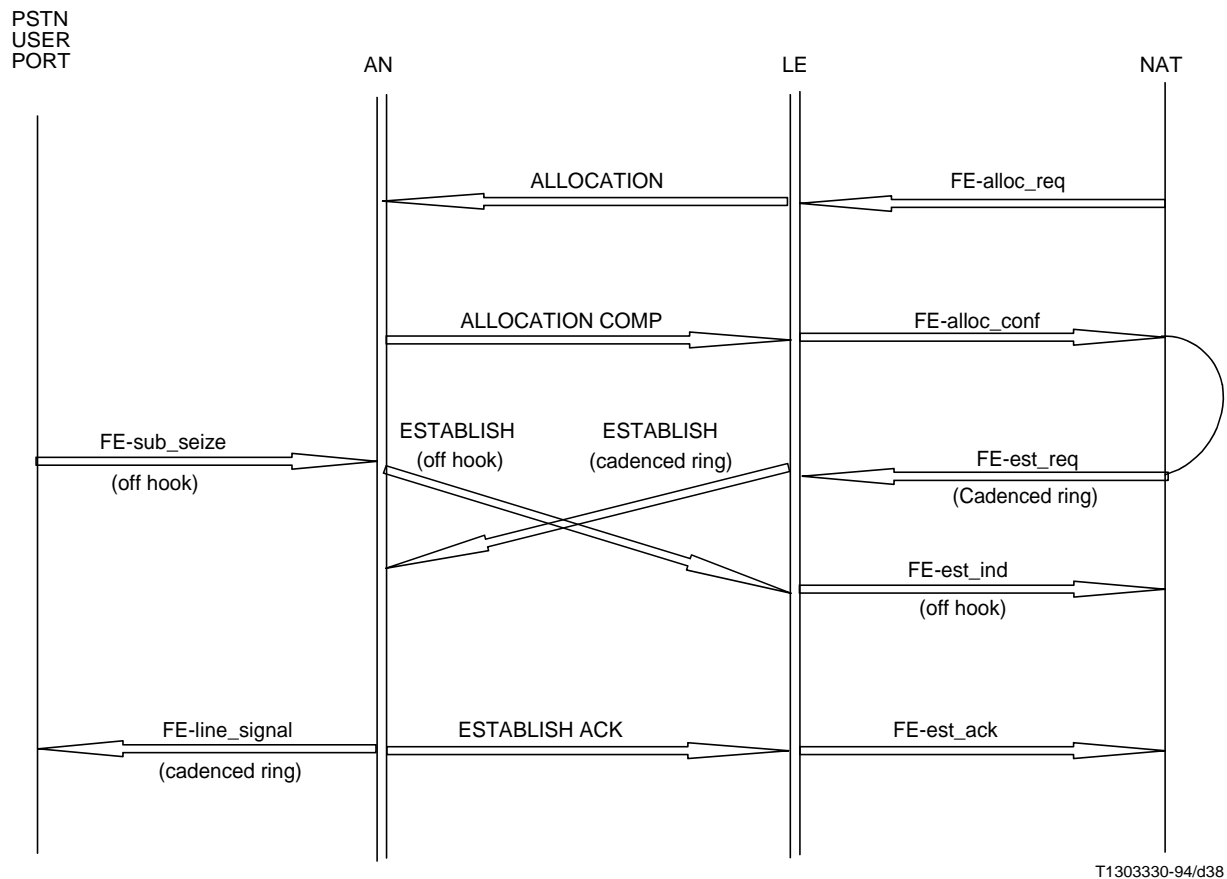 PSTN
USER
PORT
AN
LE
NAT
ALLOCATION
FE-alloc_req
ALLOCATION COMP
FE-alloc_conf
FE-sub_seize
(off hook)
ESTABLISH
(off hook)
ESTABLISH
(cadenced ring)
FE-est_req
(Cadenced ring)
FE-est_ind
(off hook)
FE-line_signal
(cadenced ring)
ESTABLISH ACK
FE-est_ack
T1303330-94/d38